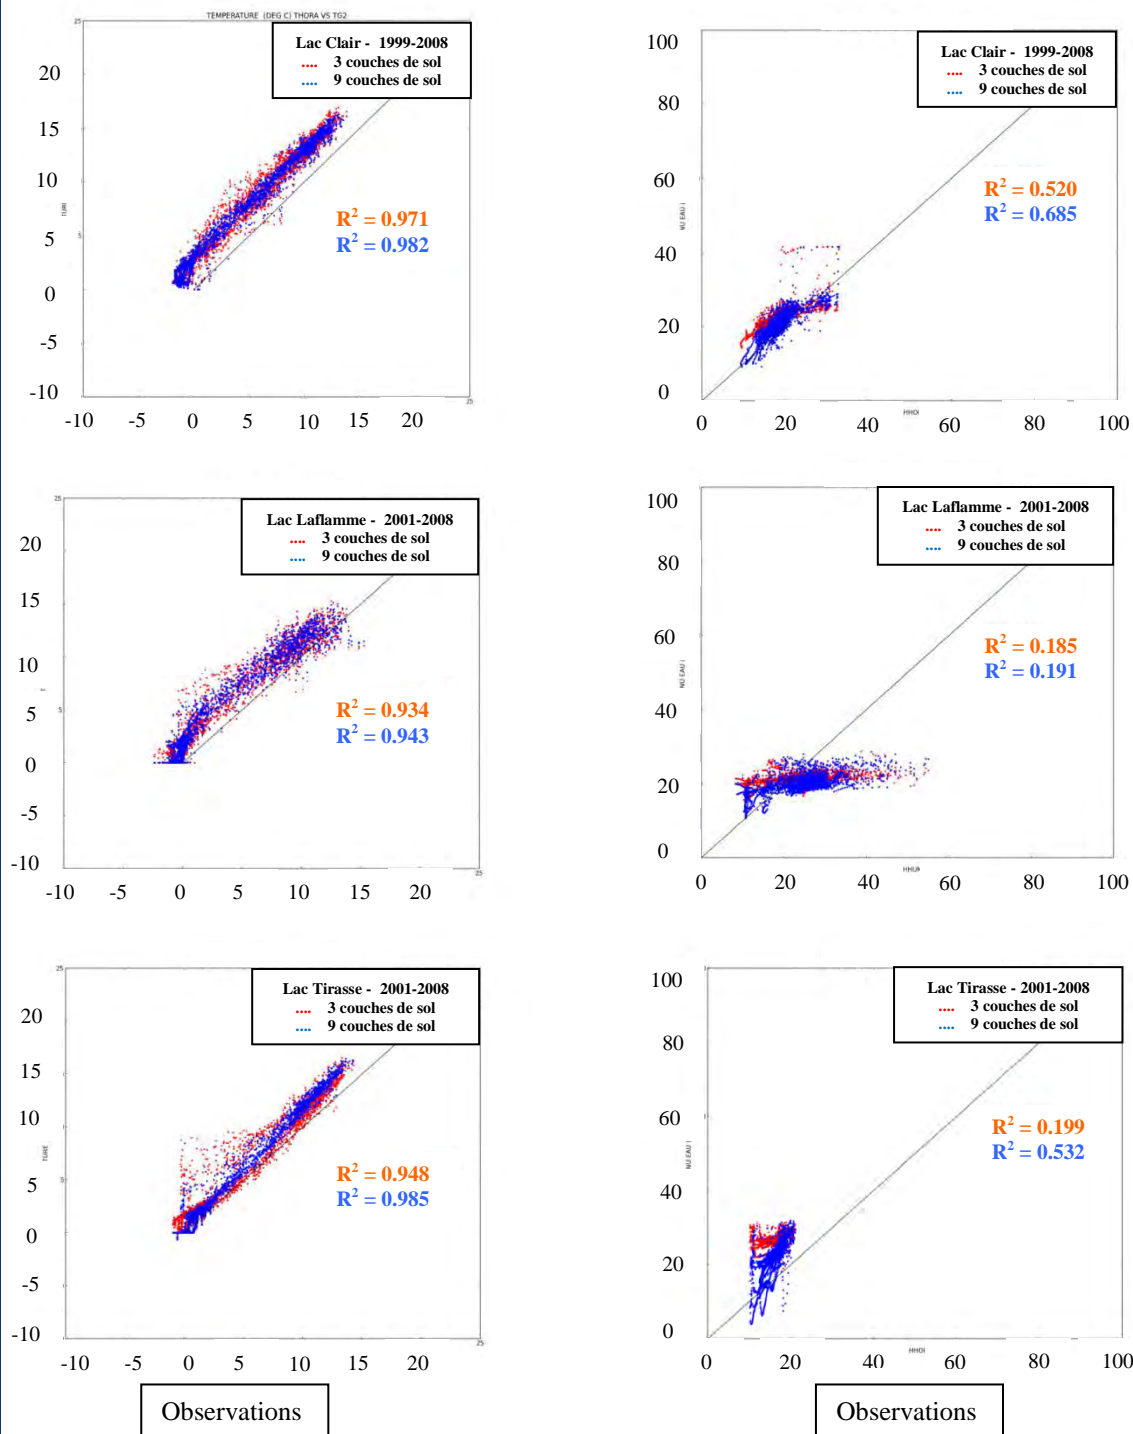 TEMPERATURE (DEG C) THORA VS TG2
25
Lac Clair - 1999-2008
.... 3 couches de sol
.... 9 couches de sol
20
15
10
5
0
-5
-10
R² = 0.971
R² = 0.982
-10 -5 0 5 10 15 20
25
Lac Clair - 1999-2008
.... 3 couches de sol
.... 9 couches de sol
100
80
60
40
20
0
R² = 0.520
R² = 0.685
0 20 40 60 80 100
25
Lac Laflamme - 2001-2008
.... 3 couches de sol
.... 9 couches de sol
20
15
10
5
0
-5
-10
R² = 0.934
R² = 0.943
-10 -5 0 5 10 15 20
25
Lac Laflamme - 2001-2008
.... 3 couches de sol
.... 9 couches de sol
100
80
60
40
20
0
R² = 0.185
R² = 0.191
0 20 40 60 80 100
25
Lac Tirasse - 2001-2008
.... 3 couches de sol
.... 9 couches de sol
20
15
10
5
0
-5
-10
R² = 0.948
R² = 0.985
-10 -5 0 5 10 15 20
25
Observations
Lac Tirasse - 2001-2008
.... 3 couches de sol
.... 9 couches de sol
100
80
60
40
20
0
R² = 0.199
R² = 0.532
0 20 40 60 80 100
Observations